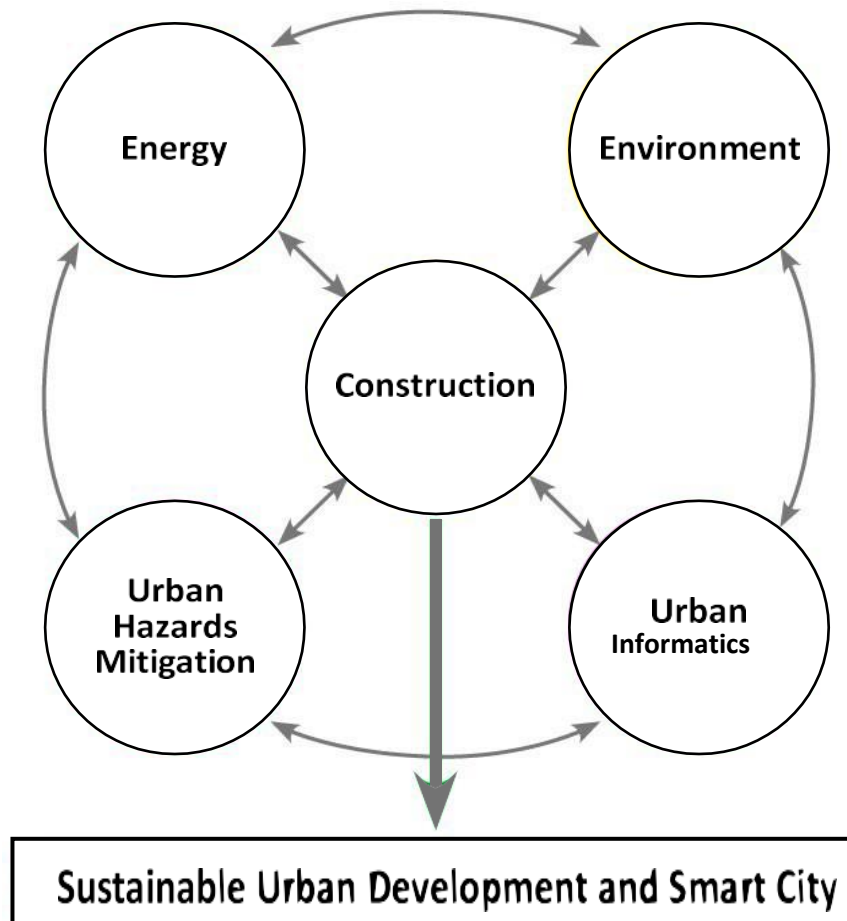 Energy
Environment
Construction
Urban
Hazards
Mitigation
Urban
Informatics
Sustainable Urban Development and Smart City